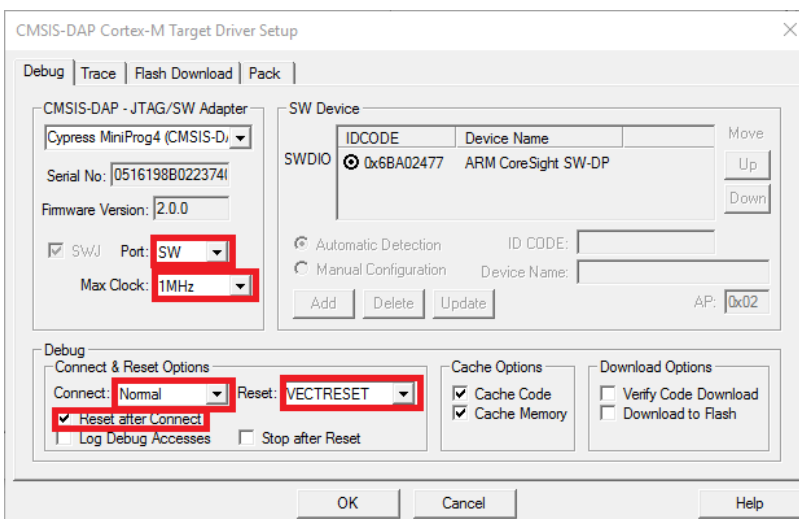 CMSIS-DAP Cortex-M Target Driver Setup
Debug Trace Flash Download Pack
CMSIS-DAP - JTAG/SW Adapter
Cypress MiniProg4 (CMSIS-D
Serial No: 0516198B0223740
Firmware Version: 2.0.0
SWJ Port: SW
Max Clock: 1MHz
SW Device
IDCODE Device Name
SWDIO 0x6BA02477 ARM CoreSight SW-DP
Move
Up
Down
Automatic Detection ID CODE:
Manual Configuration Device Name:
Add Delete Update AP: 0x02
Debug
Connect & Reset Options
Connect: Normal Reset: VECTRESET
Reset after Connect
Log Debug Accesses Stop after Reset
Cache Options
Cache Code
Cache Memory
Download Options
Verify Code Download
Download to Flash
OK Cancel Help